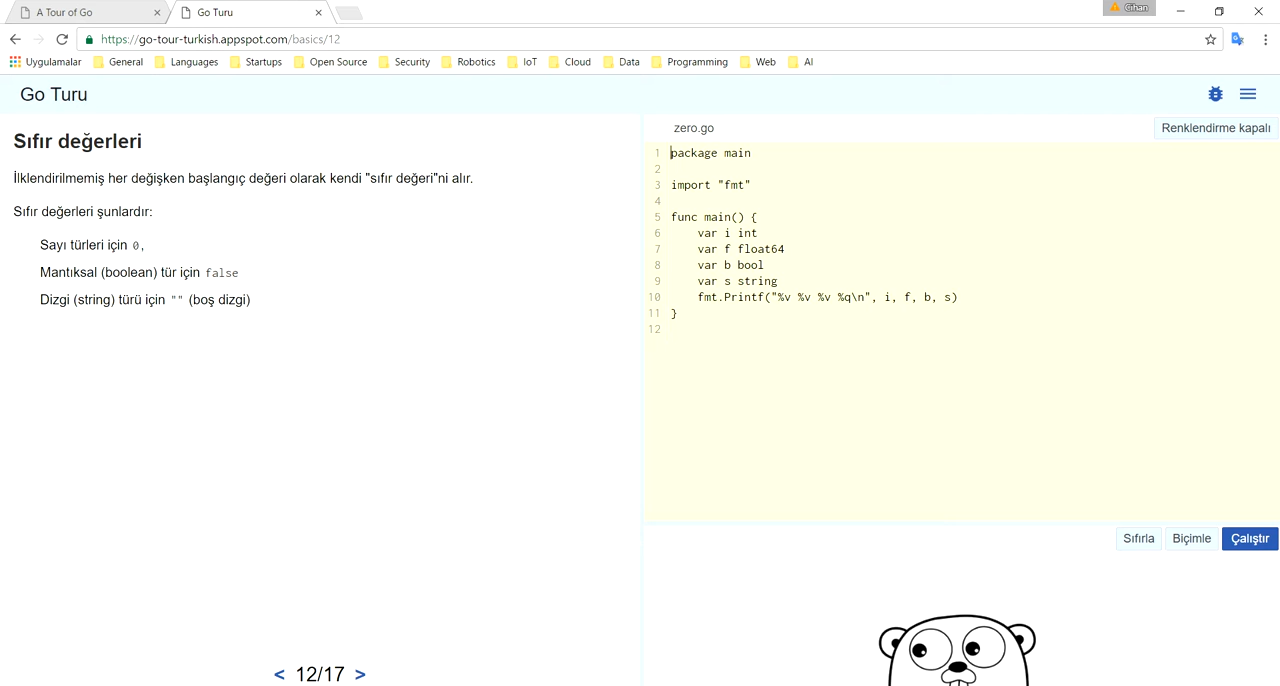 A Tour of Go
Go Turu
Cihan
https://go-tour-turkish.appspot.com/basics/12
Uygulamalar General Languages Startups Open Source Security Robotics IoT Cloud Data Programming Web AI
Go Turu
Sıfır değerleri
İlklendirilmemiş her değişken başlangıç değeri olarak kendi "sıfır değeri"ni alır.
Sıfır değerleri şunlardır:
Sayı türleri için 0,
Mantıksal (boolean) tür için false
Dizgi (string) türü için "" (boş dizgi)
< 12/17 >
zero.go
Renklendirme kapalı
1 package main
2
3 import "fmt"
4
5 func main() {
6     var i int
7     var f float64
8     var b bool
9     var s string
10     fmt.Printf("%v %v %v %q\n", i, f, b, s)
11 }
12
Sıfırla Biçimle Çalıştır